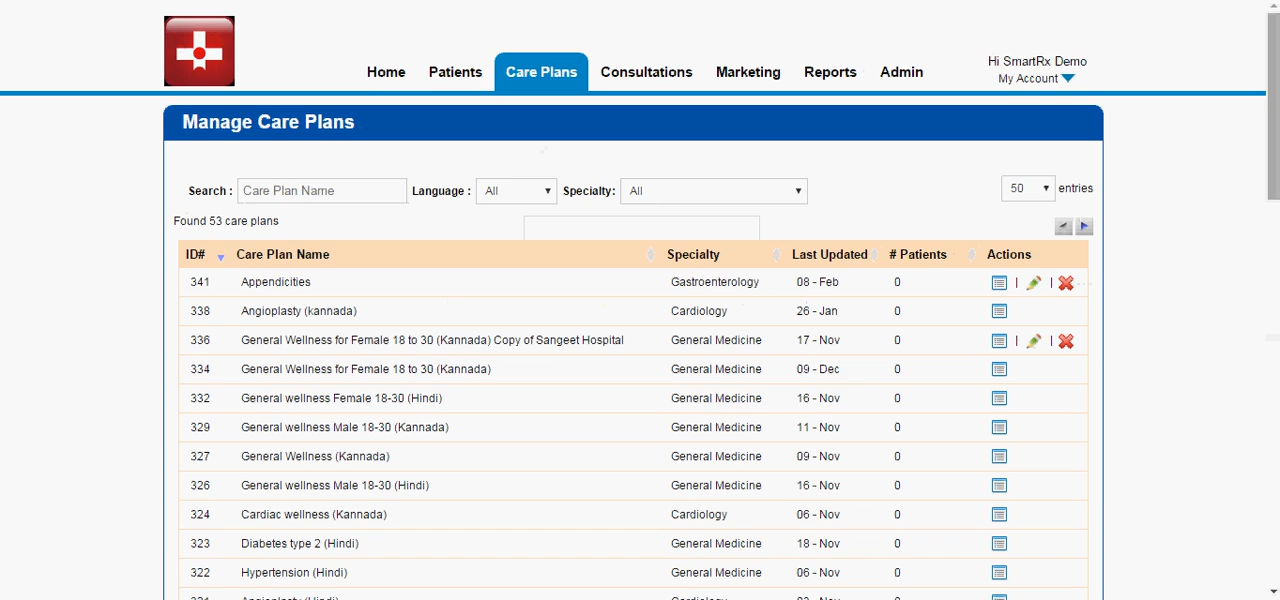 Home Patients Care Plans Consultations Marketing Reports Admin
Hi SmartRx Demo
My Account
Manage Care Plans
Search : Care Plan Name Language : All Specialty: All 50 entries
Found 53 care plans
ID# Care Plan Name Specialty Last Updated # Patients Actions
341 Appendicities Gastroenterology 08 - Feb 0 | |
338 Angioplasty (kannada) Cardiology 26 - Jan 0
336 General Wellness for Female 18 to 30 (Kannada) Copy of Sangeet Hospital General Medicine 17 - Nov 0 | |
334 General Wellness for Female 18 to 30 (Kannada) General Medicine 09 - Dec 0
332 General wellness Female 18-30 (Hindi) General Medicine 16 - Nov 0
329 General wellness Male 18-30 (Kannada) General Medicine 11 - Nov 0
327 General Wellness (Kannada) General Medicine 09 - Nov 0
326 General wellness Male 18-30 (Hindi) General Medicine 16 - Nov 0
324 Cardiac wellness (Kannada) Cardiology 06 - Nov 0
323 Diabetes type 2 (Hindi) General Medicine 18 - Nov 0
322 Hypertension (Hindi) General Medicine 06 - Nov 0